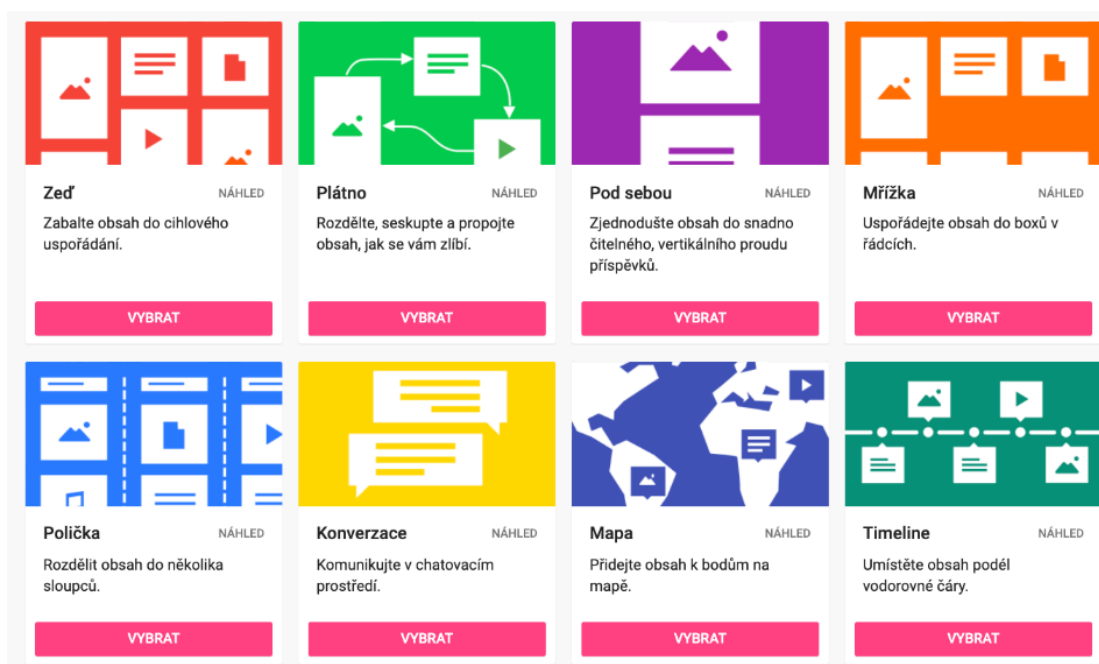 Zeď NÁHLED
Zabalte obsah do cihlového
uspořádání.
VYBRAT
Plátno NÁHLED
Rozdělte, seskupte a propojte
obsah, jak se vám zlíbí.
VYBRAT
Pod sebou NÁHLED
Zjednodušte obsah do snadno
čitelného, vertikálního proudu
příspěvků.
VYBRAT
Mřížka NÁHLED
Uspořádejte obsah do boxů v
řádcích.
VYBRAT
Polička NÁHLED
Rozdělit obsah do několika
sloupců.
VYBRAT
Konverzace NÁHLED
Komunikujte v chatovacím
prostředí.
VYBRAT
Mapa NÁHLED
Přidejte obsah k bodům na
mapě.
VYBRAT
Timeline NÁHLED
Umístěte obsah podél
vodorovné čáry.
VYBRAT